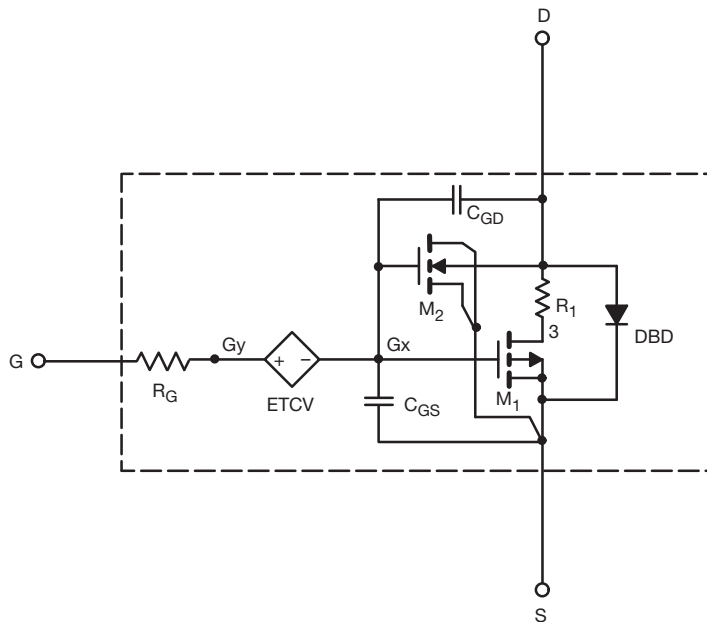 D
C_GD
M_2
R_1
3
DBD
Gy
Gx
G
+ −
R_G
ETCV
C_GS
M_1
S